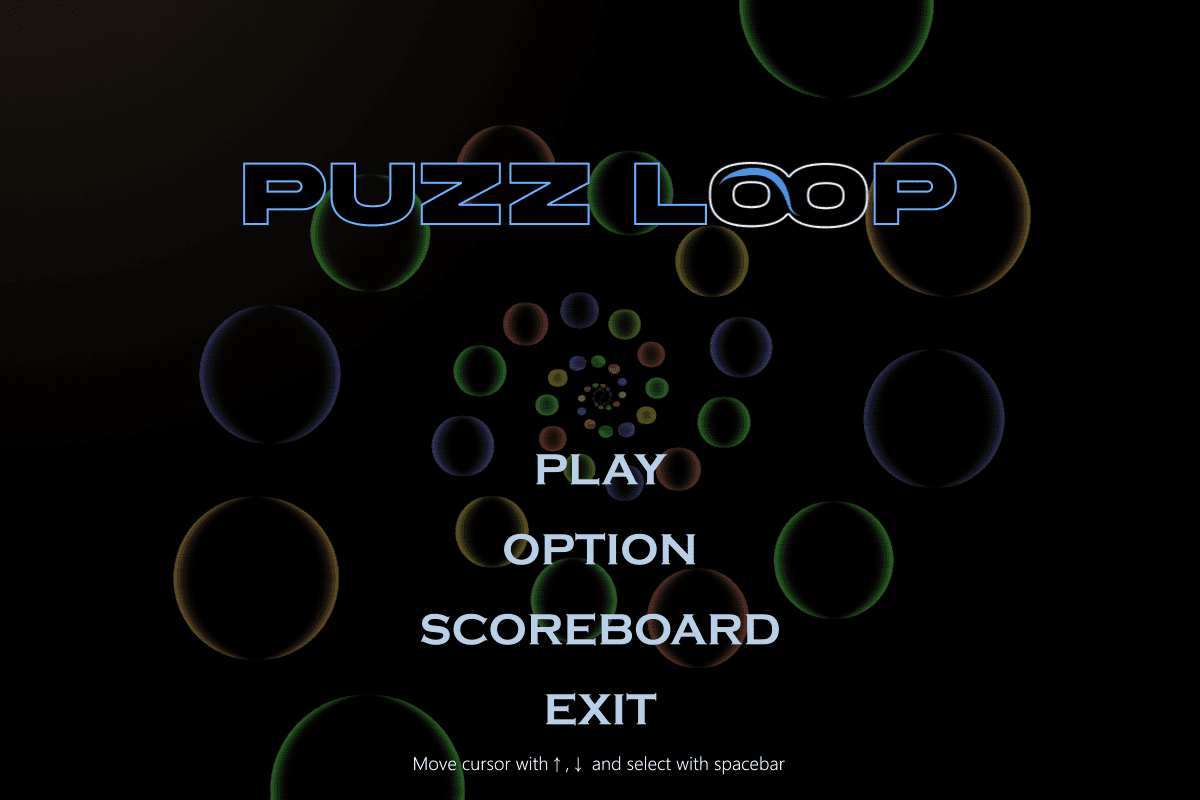 PUZZ LOOP
PLAY
OPTION
SCOREBOARD
EXIT
Move cursor with ↑ , ↓ and select with spacebar